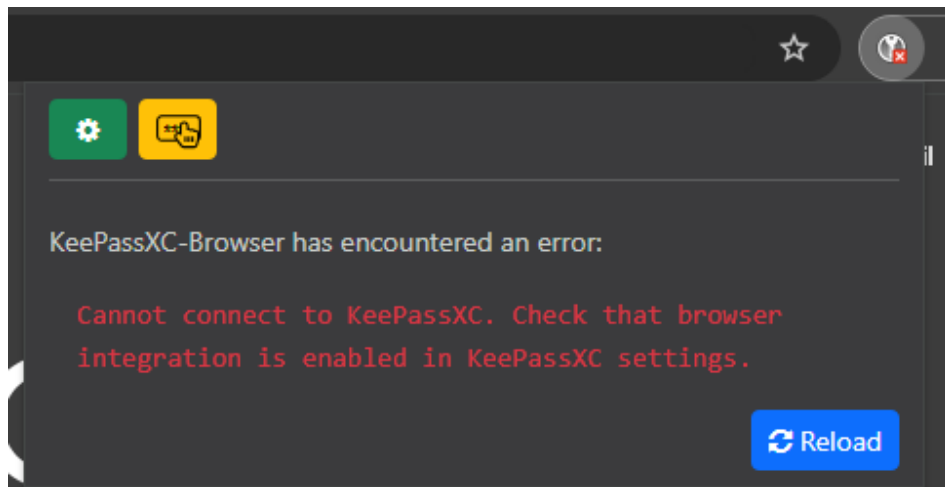 il
KeePassXC-Browser has encountered an error:
Cannot connect to KeePassXC. Check that browser
integration is enabled in KeePassXC settings.
Reload